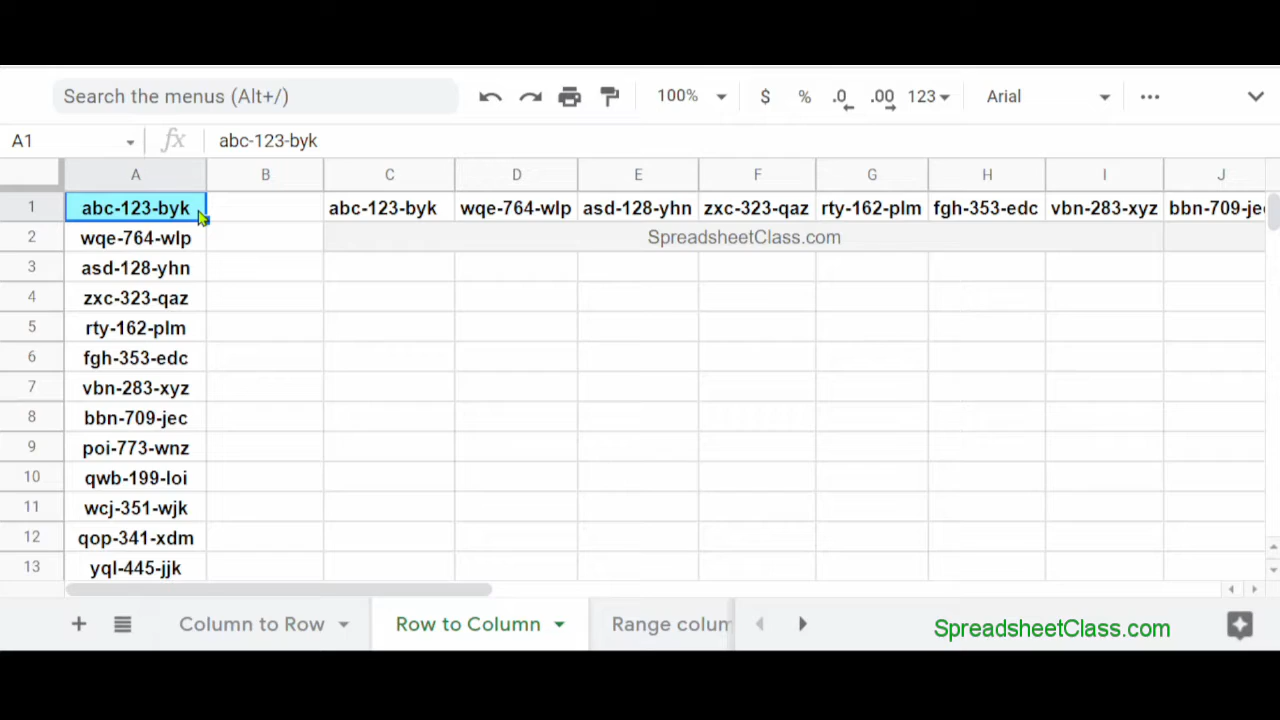 Search the menus (Alt+/) 100% $ % .0 .00 123 Arial
A1 fx abc-123-byk
A B C D E F G H I J
1 abc-123-byk abc-123-byk wqe-764-wlp asd-128-yhn zxc-323-qaz rty-162-plm fgh-353-edc vbn-283-xyz bbn-709-je
2 wqe-764-wlp SpreadsheetClass.com
3 asd-128-yhn
4 zxc-323-qaz
5 rty-162-plm
6 fgh-353-edc
7 vbn-283-xyz
8 bbn-709-jec
9 poi-773-wnz
10 qwb-199-loi
11 wcj-351-wjk
12 qop-341-xdm
13 yql-445-jjk
Column to Row Row to Column Range colum SpreadsheetClass.com